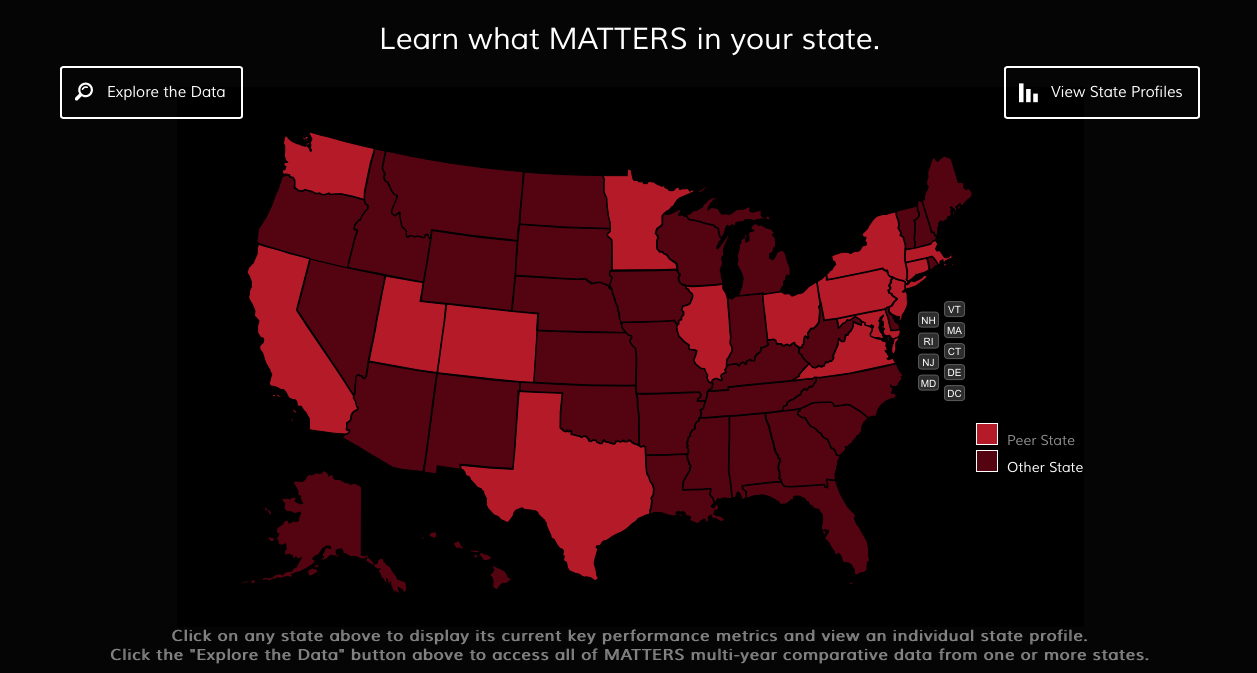 Learn what MATTERS in your state.
Explore the Data
View State Profiles
VT
NH
MA
RI
CT
NJ
DE
MD
DC
Peer State
Other State
Click on any state above to display its current key performance metrics and view an individual state profile.
Click the "Explore the Data" button above to access all of MATTERS multi-year comparative data from one or more states.